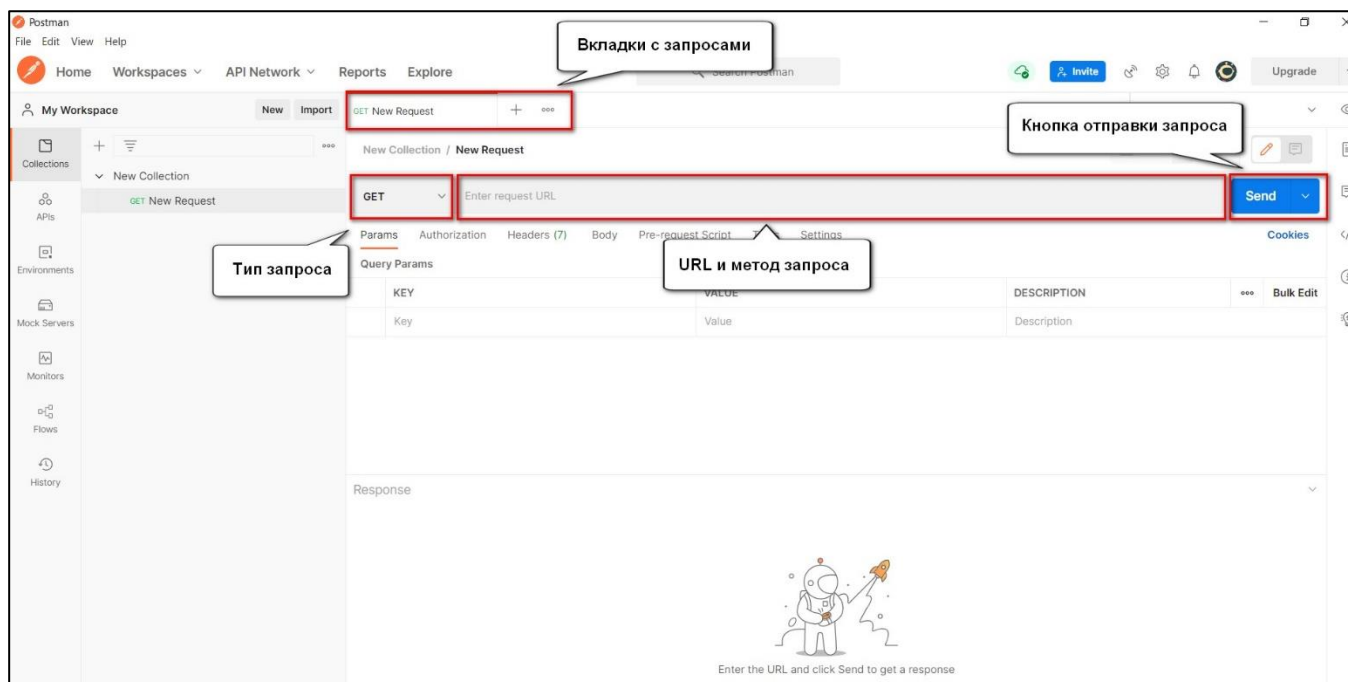 Postman
File Edit View Help
Вкладки с запросами
Home Workspaces API Network Reports Explore
Search Postman
Invite
Upgrade
My Workspace
New Import
GET New Request
Кнопка отправки запроса
Collections
New Collection / New Request
New Collection
GET New Request
APIs
GET
Enter request URL
Send
Params Authorization Headers (7) Body Pre-request Script Settings
Cookies
Тип запроса
URL и метод запроса
Query Params
Environments
KEY VALUE DESCRIPTION
Bulk Edit
Key Value Description
Mock Servers
Monitors
Flows
History
Response
Enter the URL and click Send to get a response